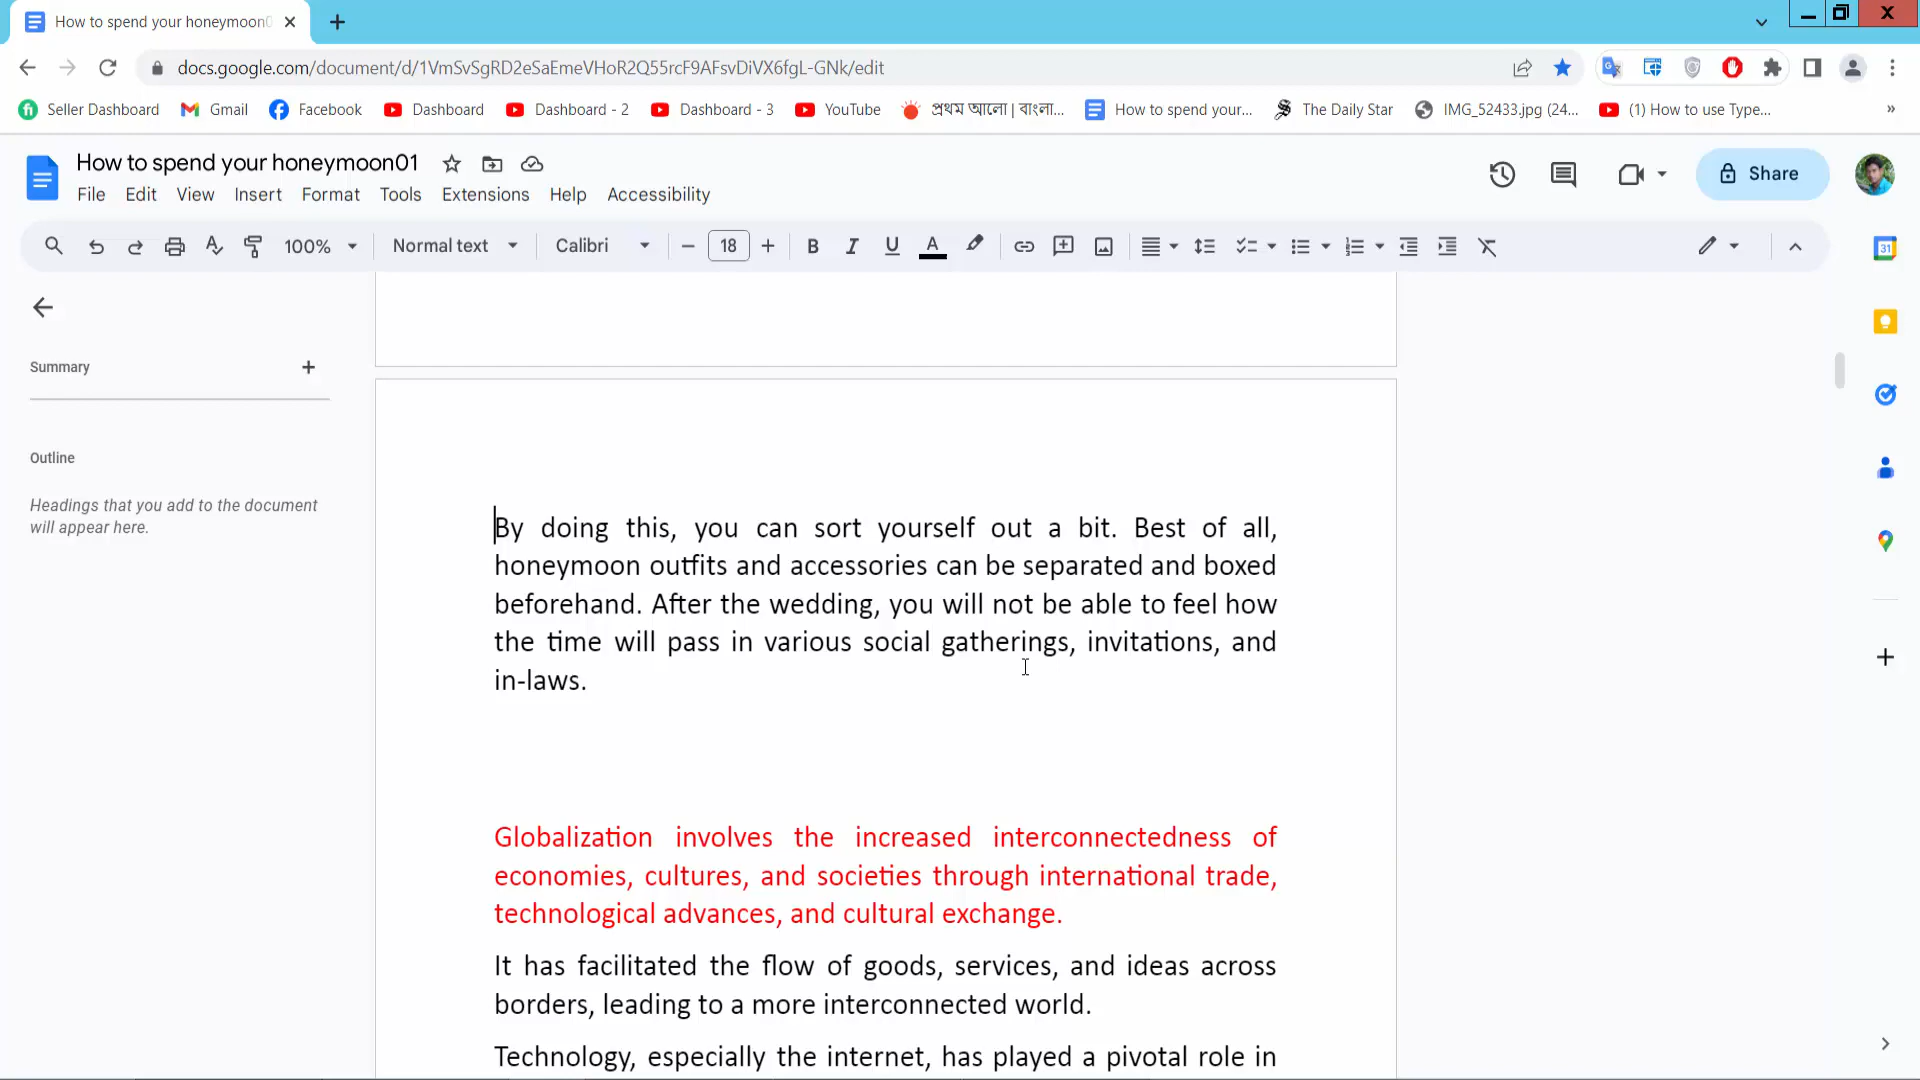 How to spend your honeymoon0
docs.google.com/document/d/1VmSvSgRD2eSaEmeVHoR2Q55rcF9AFsvDiVX6fgL-GNk/edit
Seller Dashboard Gmail Facebook Dashboard Dashboard - 2 Dashboard - 3 YouTube প্রথম আলো | বাংলা... How to spend your... The Daily Star IMG_52433.jpg (24... (1) How to use Type... »
How to spend your honeymoon01
Share
File Edit View Insert Format Tools Extensions Help Accessibility
100% Normal text Calibri 18 B I U A
31
Summary
Outline
Headings that you add to the document
will appear here.
By doing this, you can sort yourself out a bit. Best of all,
honeymoon outfits and accessories can be separated and boxed
beforehand. After the wedding, you will not be able to feel how
the time will pass in various social gatherings, invitations, and
in-laws.
Globalization involves the increased interconnectedness of
economies, cultures, and societies through international trade,
technological advances, and cultural exchange.
It has facilitated the flow of goods, services, and ideas across
borders, leading to a more interconnected world.
Technology, especially the internet, has played a pivotal role in